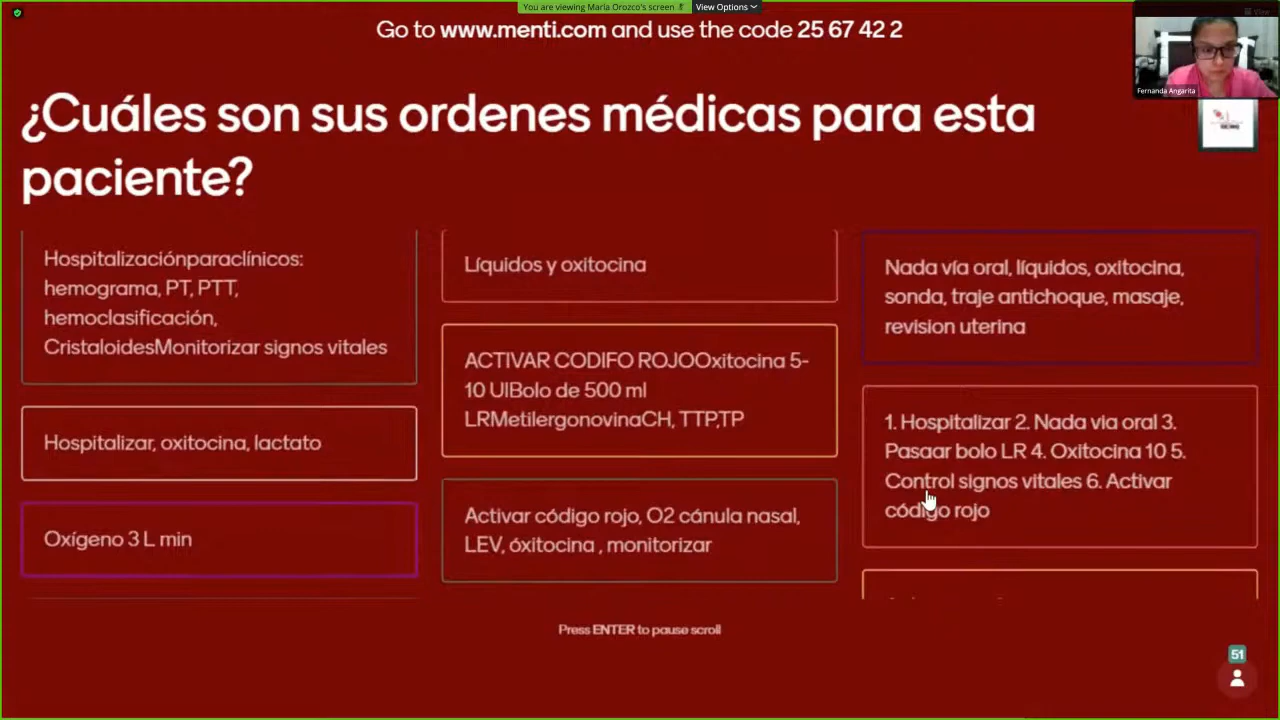 You are viewing Maria Orozco's screen
View Options
View
Go to www.menti.com and use the code 25 67 42 2
Fernanda Angarita
¿Cuáles son sus ordenes médicas para esta
paciente?
Hospitalizaciónparaclínicos:
hemograma, PT, PTT,
hemoclasificación,
CristaloidesMonitorizar signos vitales
Hospitalizar, oxitocina, lactato
Oxígeno 3 L min
Líquidos y oxitocina
ACTIVAR CODIFO ROJOOxitocina 5-
10 UIBolo de 500 ml
LRMetilergonovinaCH, TTP,TP
Activar código rojo, O2 cánula nasal,
LEV, óxitocina , monitorizar
Nada vía oral, líquidos, oxitocina,
sonda, traje antichoque, masaje,
revision uterina
1. Hospitalizar 2. Nada via oral 3.
Pasaar bolo LR 4. Oxitocina 10 5.
Control signos vitales 6. Activar
código rojo
Press ENTER to pause scroll
51